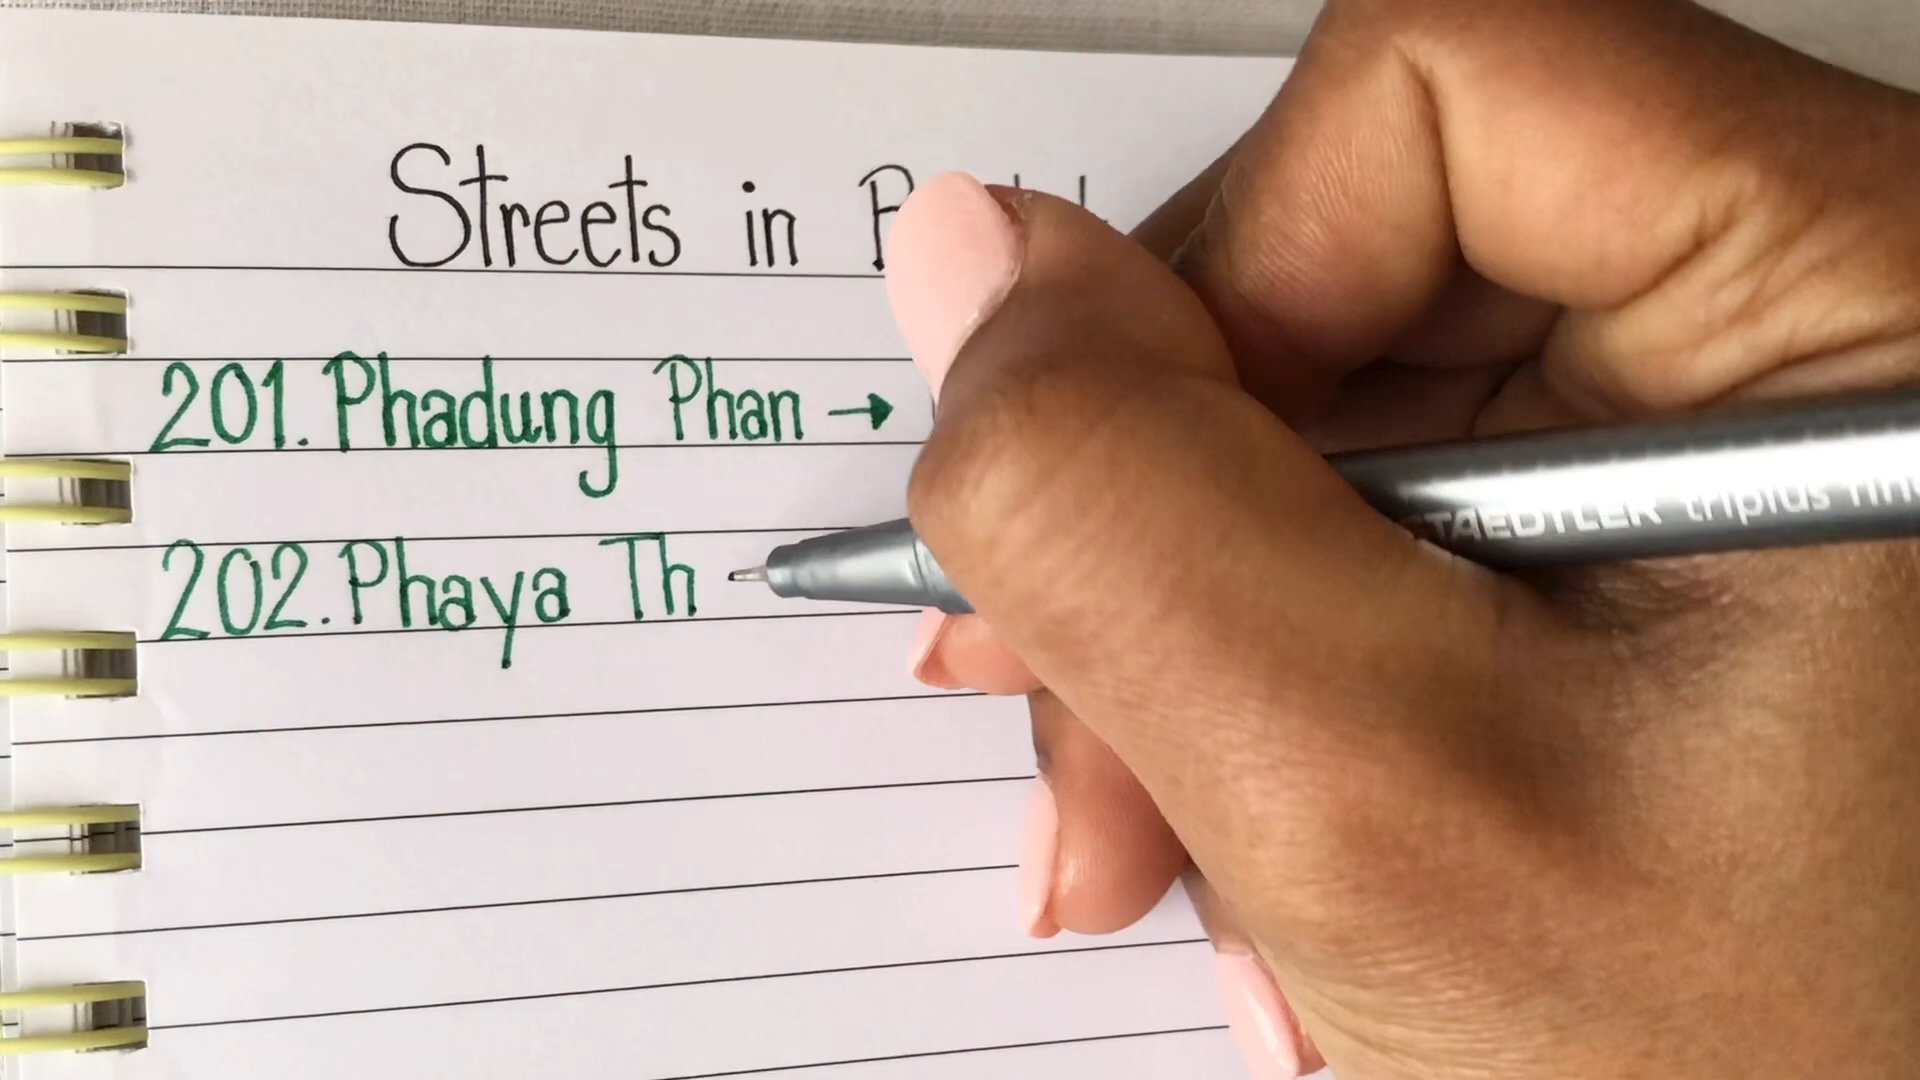 Streets in
201. Phadung Phan →
202. Phaya Th
STAEDTLER triplus